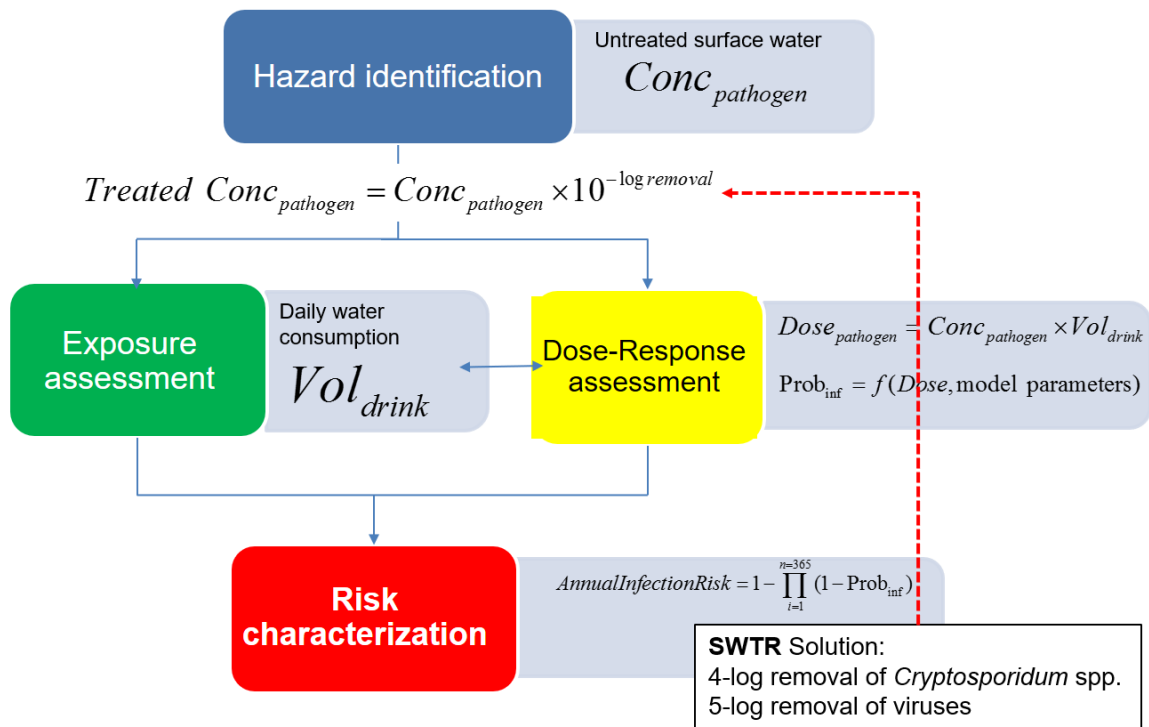 Hazard identification
Untreated surface water
Conc_pathogen
Treated Conc_pathogen = Conc_pathogen ×10^−log removal
Exposure
assessment
Daily water
consumption
Vol_drink
Dose-Response
assessment
Dose_pathogen = Conc_pathogen × Vol_drink
Prob_inf = f(Dose, model parameters)
Risk
characterization
AnnualInfectionRisk = 1 − ∏_{i=1}^{n=365} (1 − Prob_inf)
SWTR Solution:
4-log removal of Cryptosporidum spp.
5-log removal of viruses